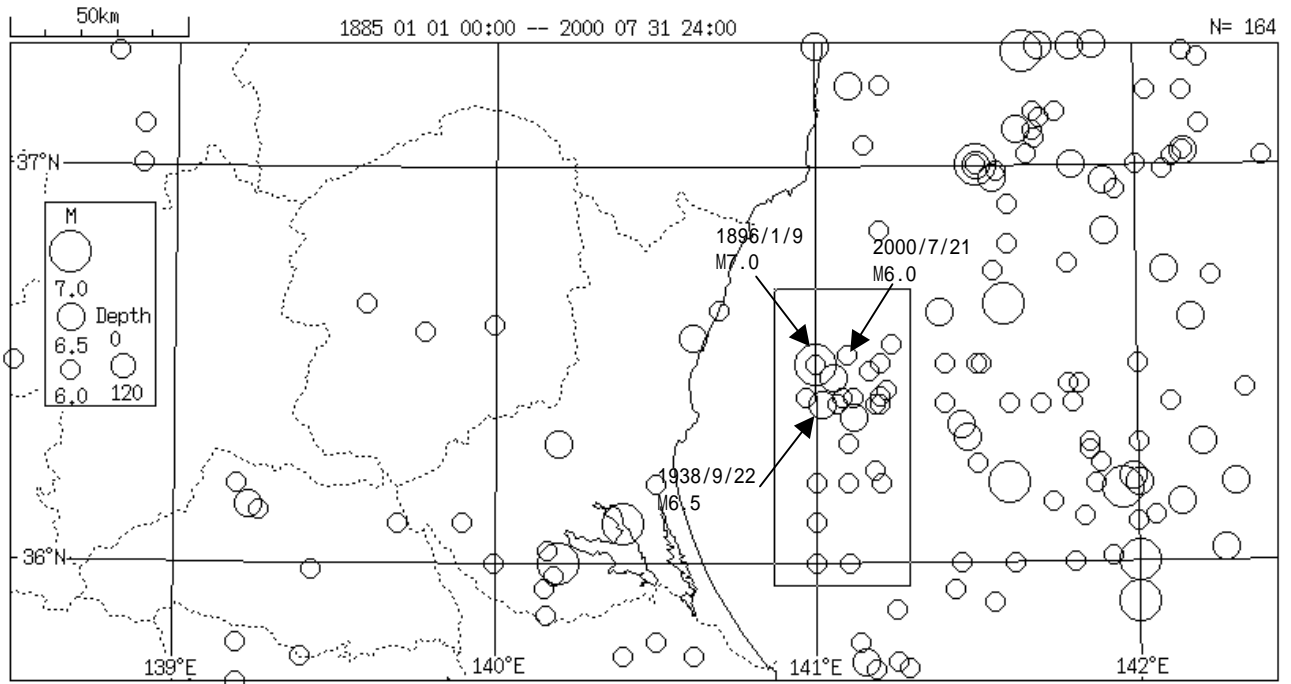 50km
1885 01 01 00:00 -- 2000 07 31 24:00
N= 164
37°N
M
7.0
6.5
6.0
Depth
0
120
1896/1/9
M7.0
2000/7/21
M6.0
1938/9/22
M6.5
36°N
139°E
140°E
141°E
142°E